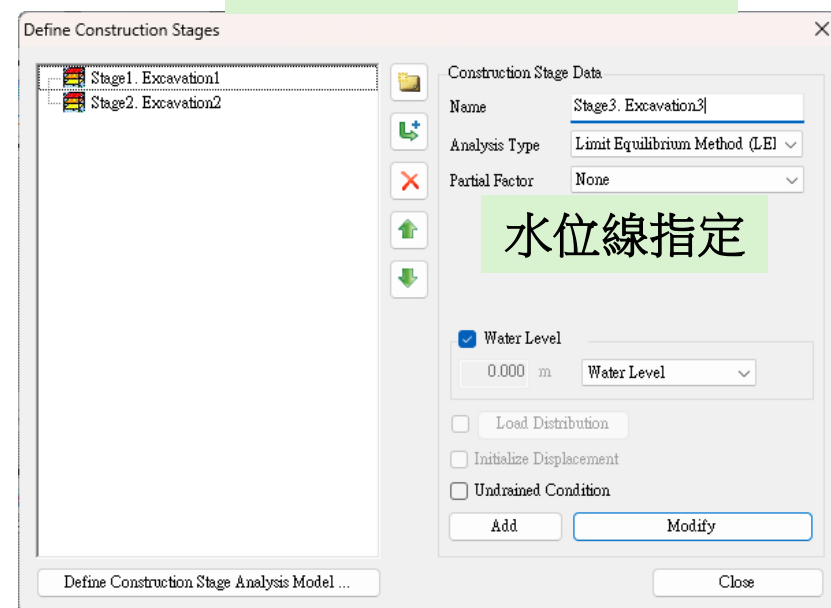 Define Construction Stages
Stage1. Excavation1
Stage2. Excavation2
Construction Stage Data
Name Stage3. Excavation3
Analysis Type Limit Equilibrium Method (LEI
Partial Factor None
水位線指定
Water Level
0.000 m Water Level
Load Distribution
Initialize Displacement
Undrained Condition
Add Modify
Define Construction Stage Analysis Model ... Close